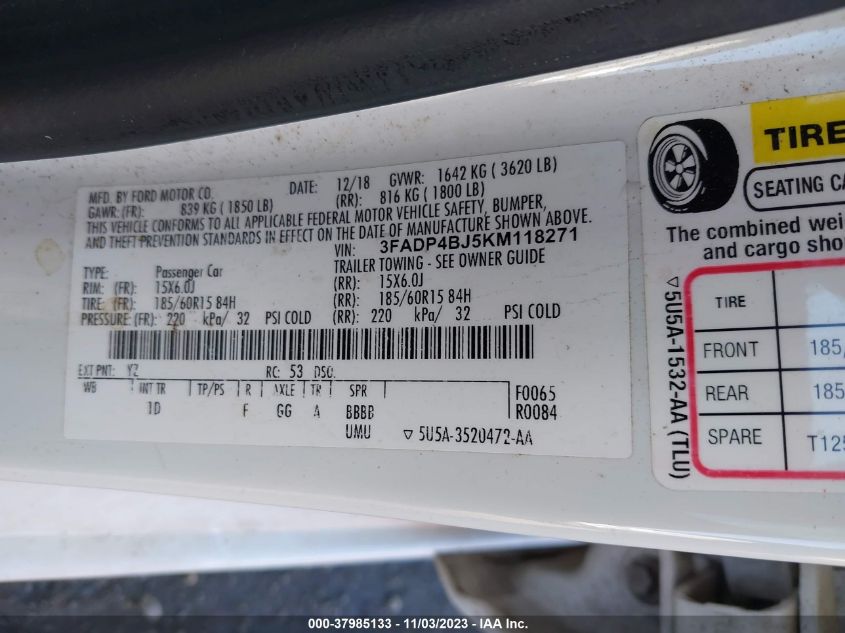 MFD. BY FORD MOTOR CO. DATE: 12/18 GVWR: 1642 KG ( 3620 LB)
GAWR: (FR): 839 KG ( 1850 LB) (RR): 816 KG ( 1800 LB)
THIS VEHICLE CONFORMS TO ALL APPLICABLE FEDERAL MOTOR VEHICLE SAFETY, BUMPER,
AND THEFT PREVENTION STANDARDS IN EFFECT ON THE DATE OF MANUFACTURE SHOWN ABOVE.
VIN: 3FADP4BJ5KM118271
TYPE: Passenger Car TRAILER TOWING - SEE OWNER GUIDE
RIM: (FR): 15X6.0J (RR): 15X6.0J
TIRE: (FR): 185/60R15 84H (RR): 185/60R15 84H
PRESSURE: (FR): 220 kPa/ 32 PSI COLD (RR): 220 kPa/ 32 PSI COLD
EXT PNT: YZ RC: 53 DSO:
WB INT TR TP/PS R AXLE TR SPR F0065
1D F GG A BBBB R0084
UMU ▽ 5U5A-3520472-AA
TIRE
SEATING CA
The combined wei
and cargo sho
TIRE
FRONT 185/
REAR 185
SPARE T125
▽ 5U5A-1532-AA (TLU)
000-37985133 - 11/03/2023 - IAA Inc.